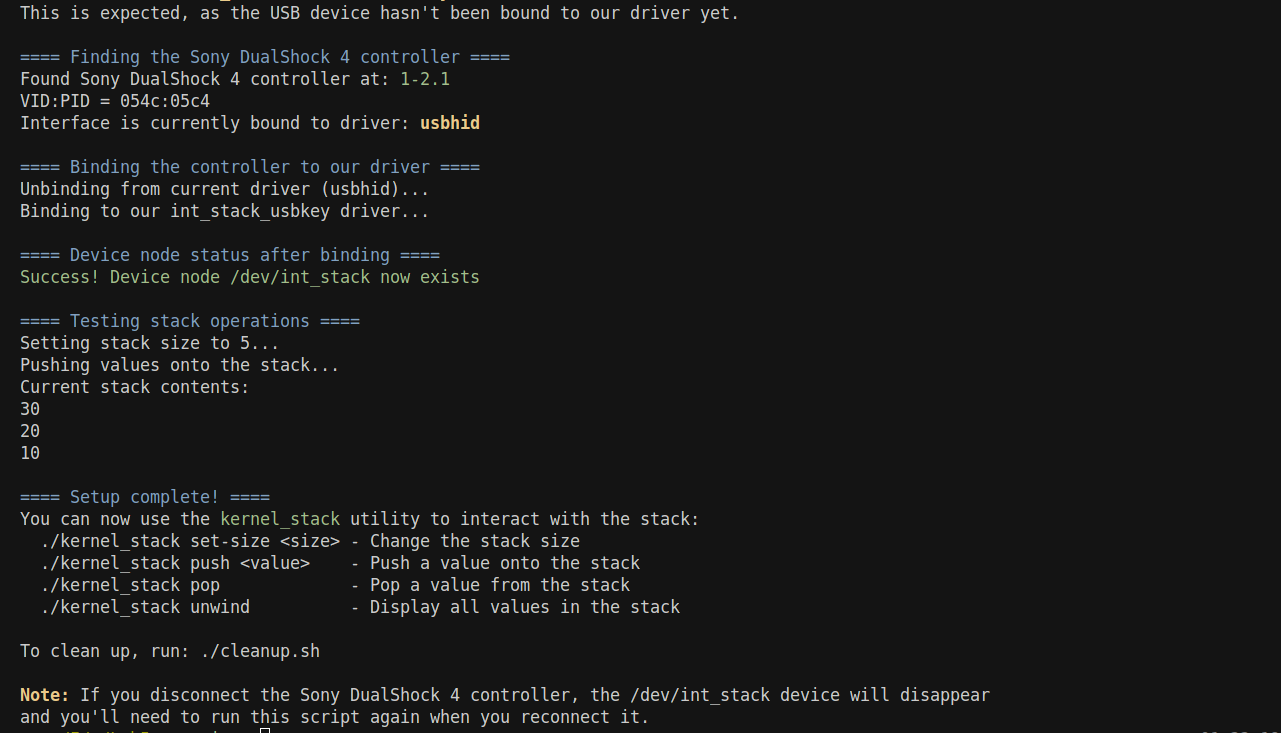 This is expected, as the USB device hasn't been bound to our driver yet.
==== Finding the Sony DualShock 4 controller ====
Found Sony DualShock 4 controller at: 1-2.1
VID:PID = 054c:05c4
Interface is currently bound to driver: usbhid
==== Binding the controller to our driver ====
Unbinding from current driver (usbhid)...
Binding to our int_stack_usbkey driver...
==== Device node status after binding ====
Success! Device node /dev/int_stack now exists
==== Testing stack operations ====
Setting stack size to 5...
Pushing values onto the stack...
Current stack contents:
30
20
10
==== Setup complete! ====
You can now use the kernel_stack utility to interact with the stack:
  ./kernel_stack set-size <size> - Change the stack size
  ./kernel_stack push <value>    - Push a value onto the stack
  ./kernel_stack pop             - Pop a value from the stack
  ./kernel_stack unwind          - Display all values in the stack
To clean up, run: ./cleanup.sh
Note: If you disconnect the Sony DualShock 4 controller, the /dev/int_stack device will disappear
and you'll need to run this script again when you reconnect it.